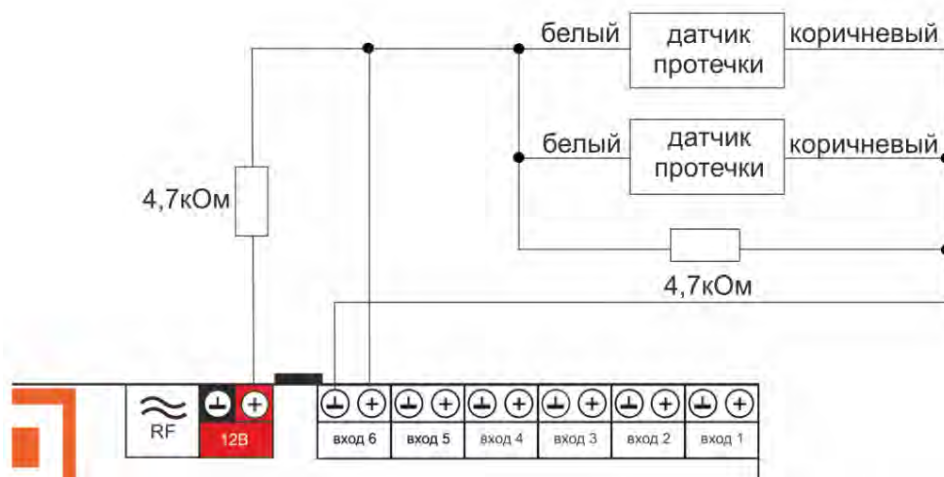 белый
датчик протечки
коричневый
белый
датчик протечки
коричневый
4,7кОм
4,7кОм
RF
12В
вход 6
вход 5
вход 4
вход 3
вход 2
вход 1